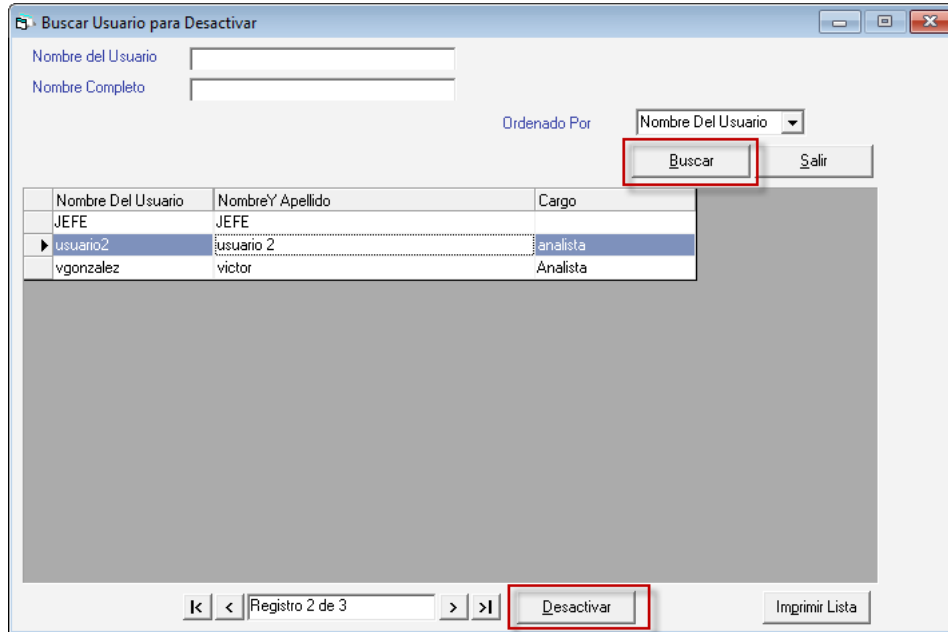 Buscar Usuario para Desactivar
Nombre del Usuario
Nombre Completo
Ordenado Por Nombre Del Usuario
Buscar Salir
Nombre Del Usuario NombreY Apellido Cargo
JEFE JEFE
usuario2 usuario 2 analista
vgonzalez victor Analista
Registro 2 de 3 Desactivar Imprimir Lista